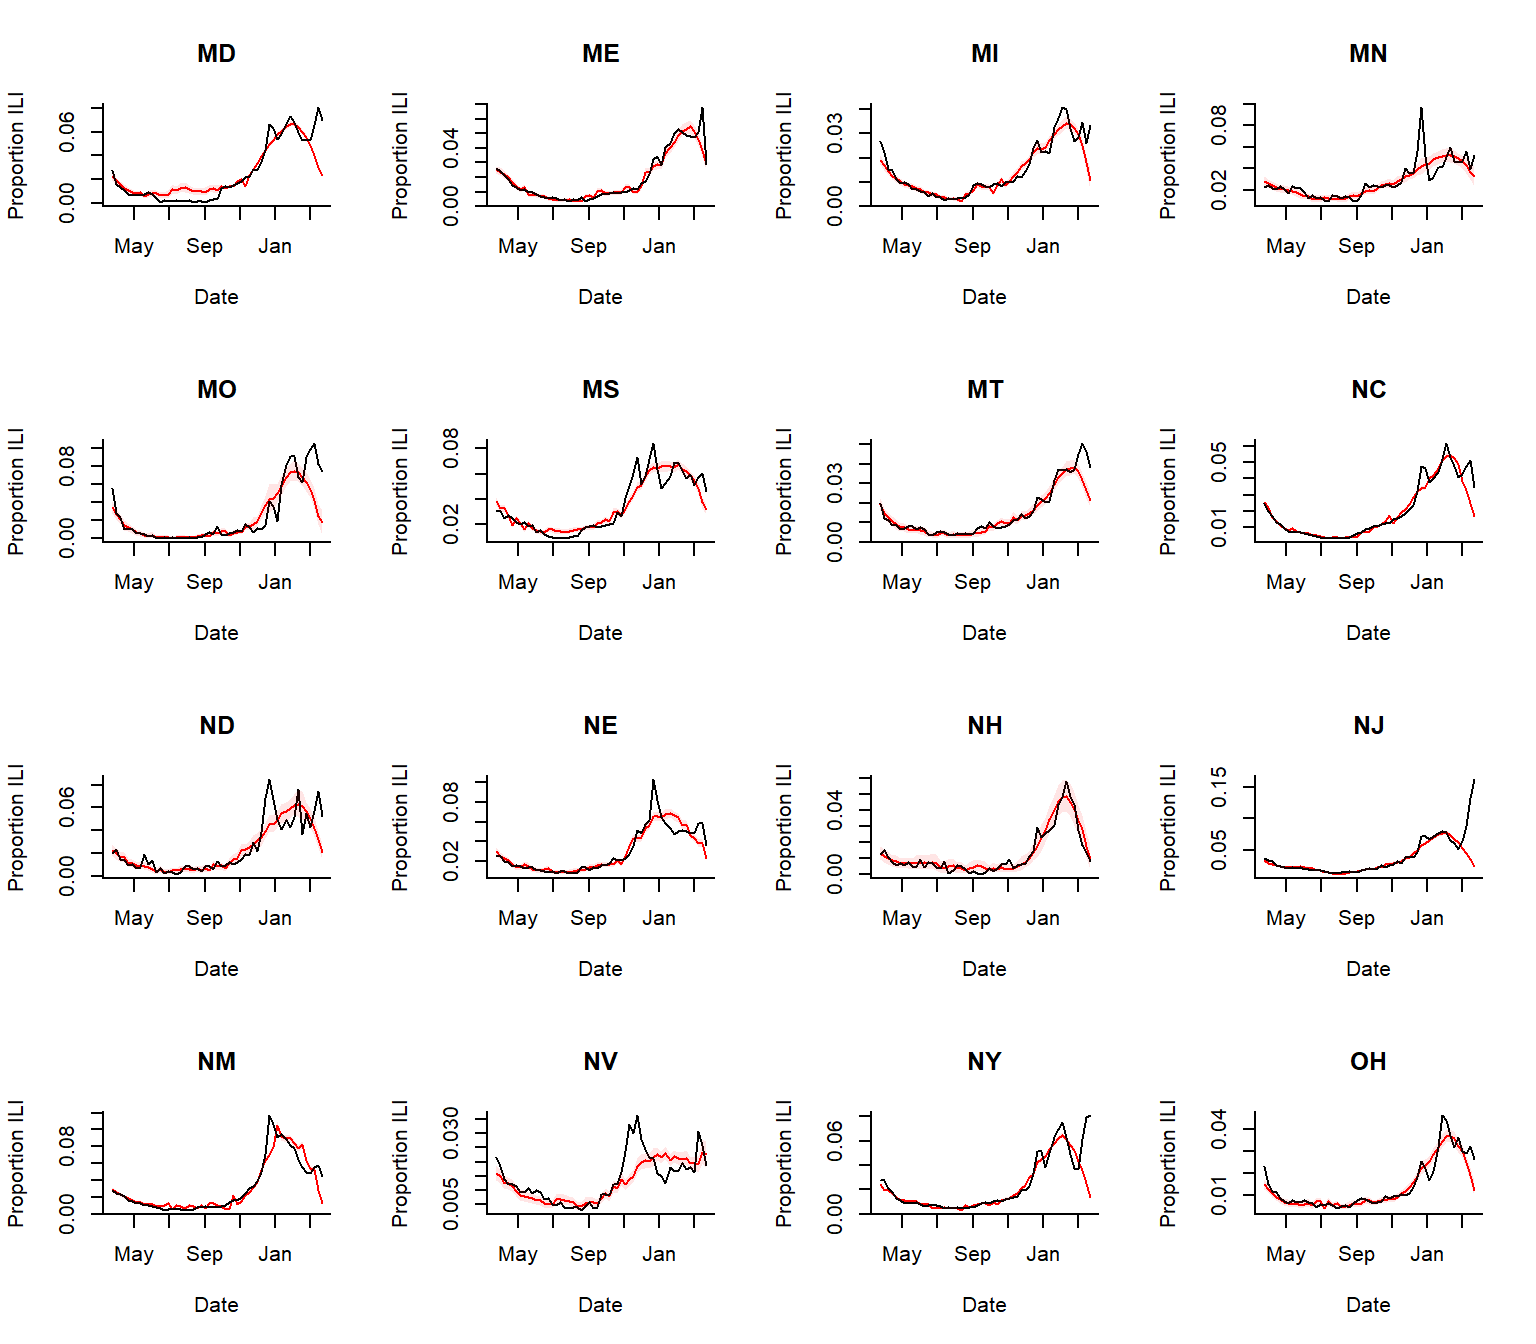 MD ME MI MN
Proportion ILI Proportion ILI Proportion ILI Proportion ILI
0.06 0.04 0.03 0.08
0.00 0.00 0.00 0.02
May Sep Jan May Sep Jan May Sep Jan May Sep Jan
Date Date Date Date
MO MS MT NC
Proportion ILI Proportion ILI Proportion ILI Proportion ILI
0.08 0.08 0.03 0.05
0.00 0.02 0.00 0.01
May Sep Jan May Sep Jan May Sep Jan May Sep Jan
Date Date Date Date
ND NE NH NJ
Proportion ILI Proportion ILI Proportion ILI Proportion ILI
0.06 0.08 0.04 0.15
0.00 0.02 0.00 0.05
May Sep Jan May Sep Jan May Sep Jan May Sep Jan
Date Date Date Date
NM NV NY OH
Proportion ILI Proportion ILI Proportion ILI Proportion ILI
0.08 0.030 0.06 0.04
0.00 0.005 0.00 0.01
May Sep Jan May Sep Jan May Sep Jan May Sep Jan
Date Date Date Date